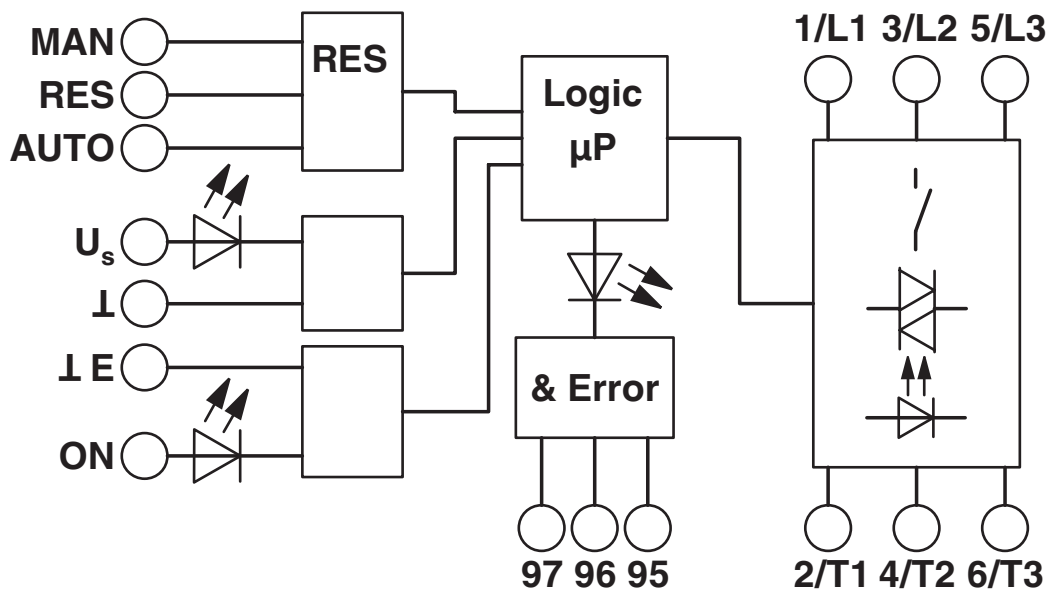 MAN
RES
AUTO
RES
Us
⊥
⊥ E
ON
Logic
µP
& Error
97 96 95
1/L1 3/L2 5/L3
2/T1 4/T2 6/T3